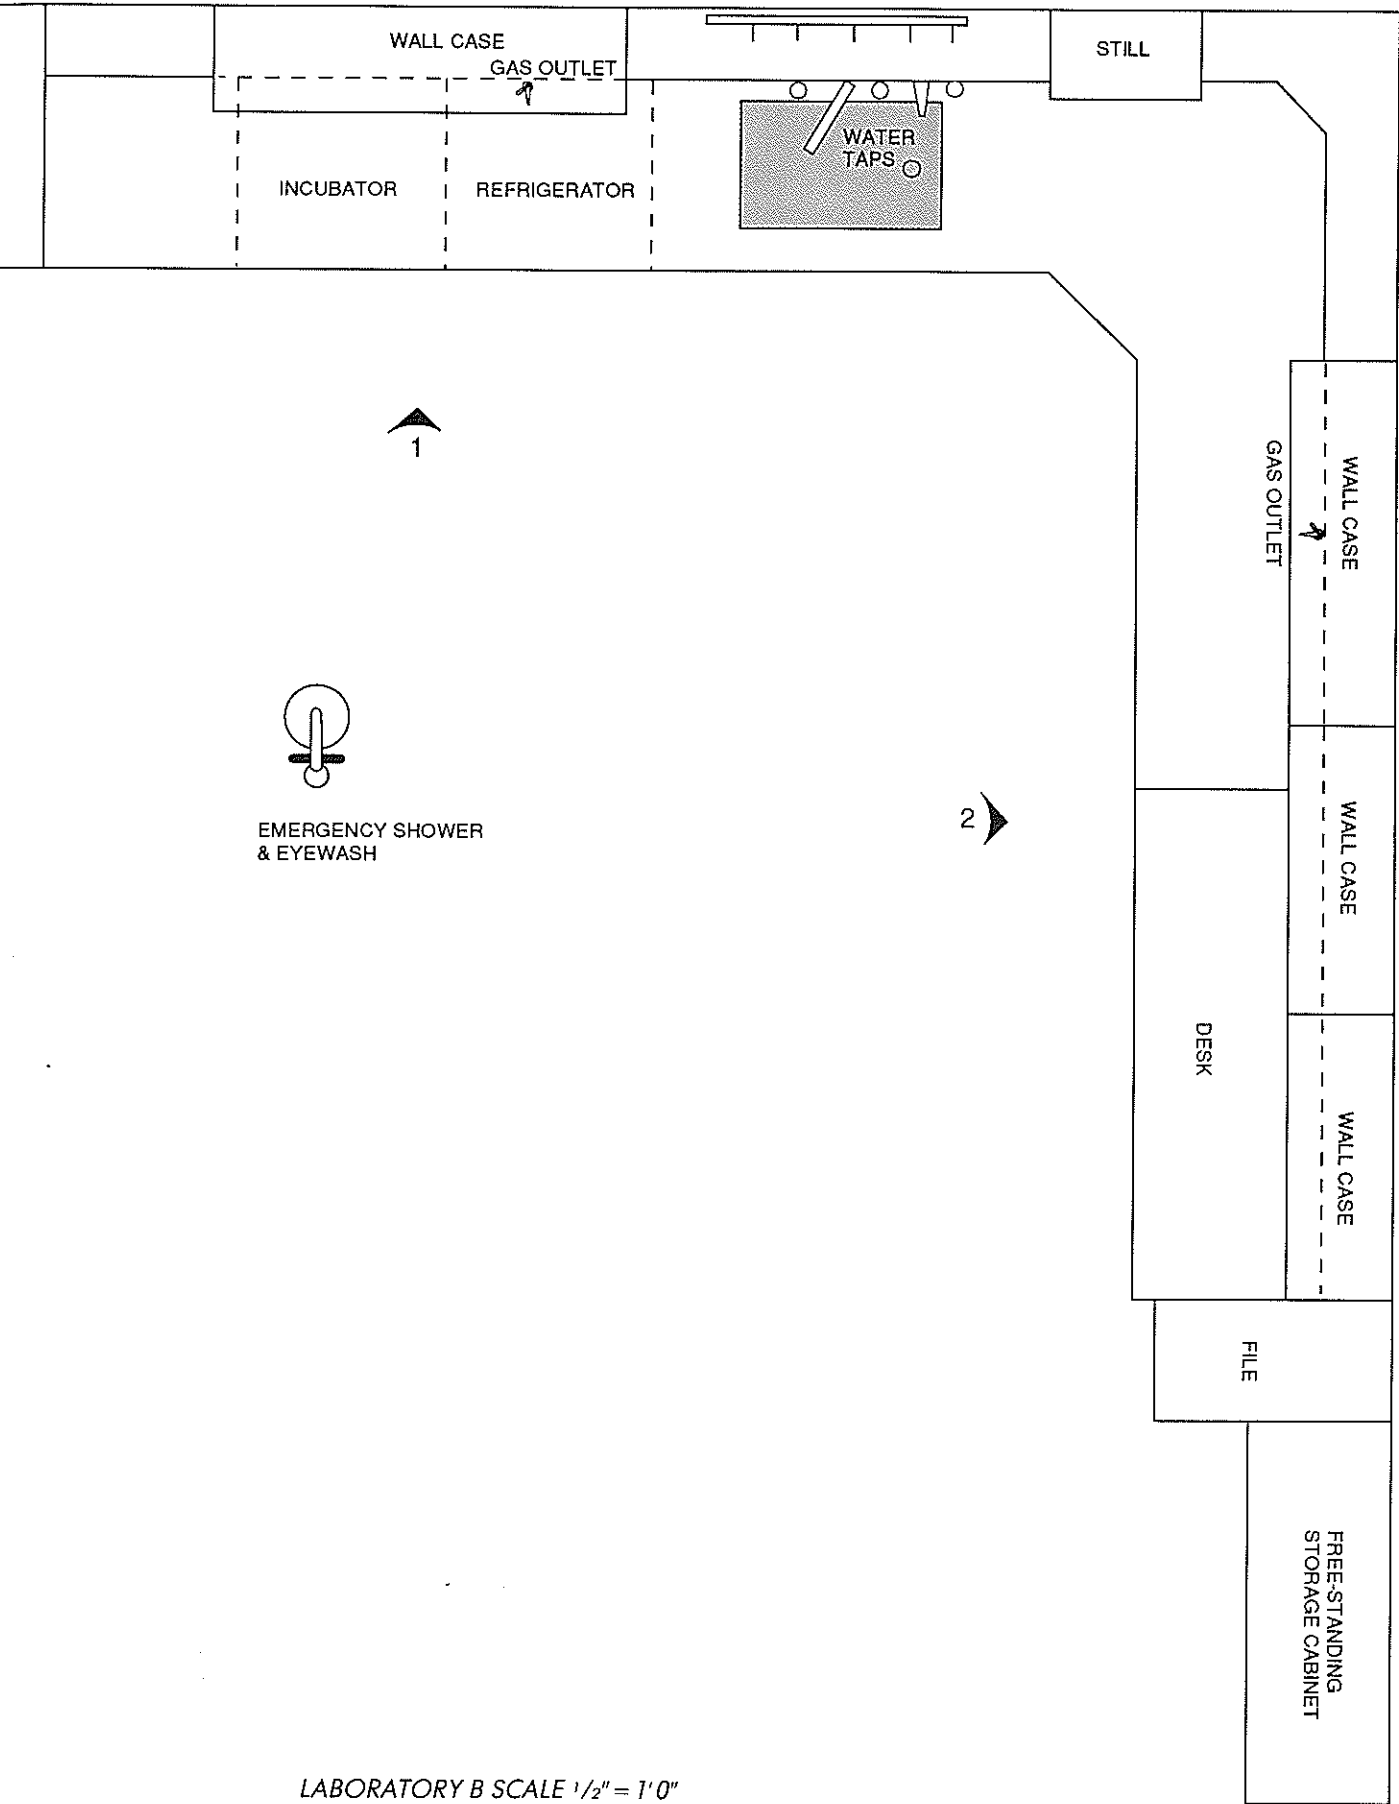 WALL CASE
GAS OUTLET
STILL
WATER
TAPS
INCUBATOR
REFRIGERATOR
1
GAS OUTLET
WALL CASE
EMERGENCY SHOWER
& EYEWASH
2
WALL CASE
DESK
WALL CASE
FILE
FREE-STANDING
STORAGE CABINET
LABORATORY B SCALE 1/2" = 1'0"